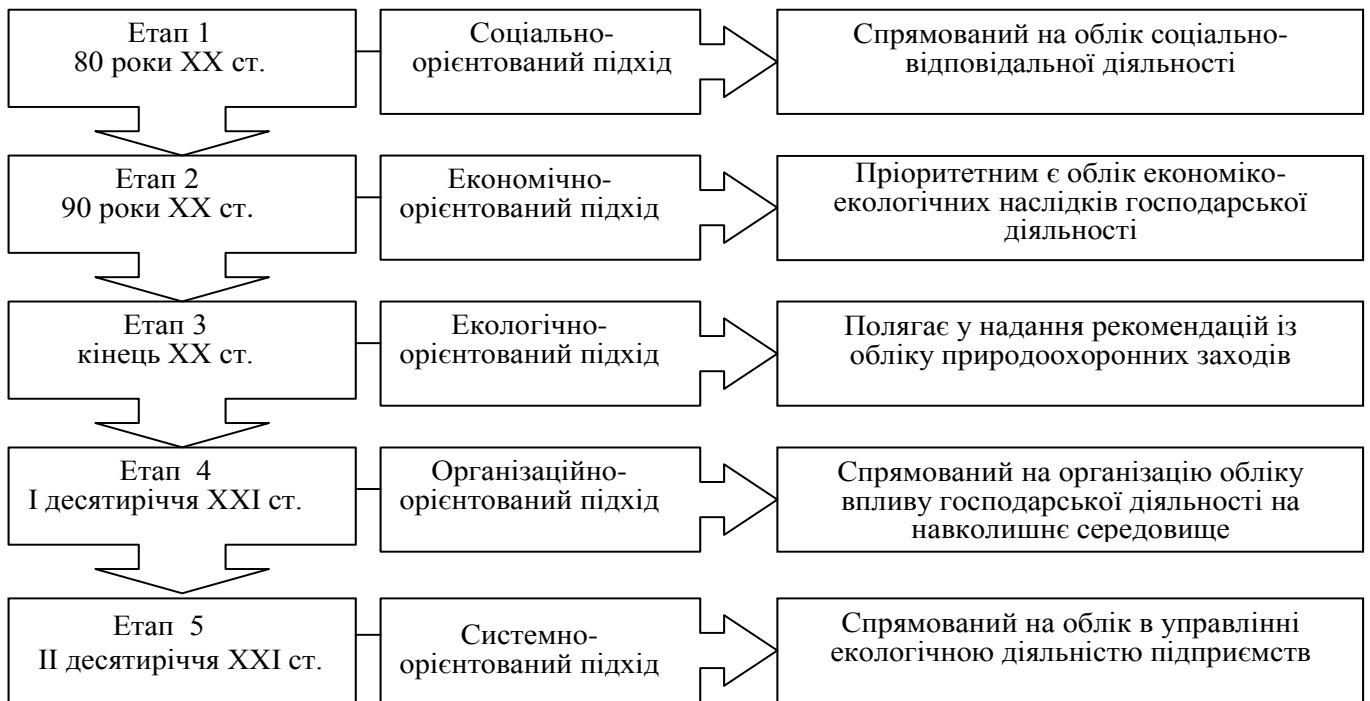 Етап 1
80 роки ХХ ст.
Соціально-
орієнтований підхід
Спрямований на облік соціально-
відповідальної діяльності
Етап 2
90 роки ХХ ст.
Економічно-
орієнтований підхід
Пріоритетним є облік економіко-
екологічних наслідків господарської
діяльності
Етап 3
кінець ХХ ст.
Екологічно-
орієнтований підхід
Полягає у надання рекомендацій із
обліку природоохоронних заходів
Етап 4
І десятиріччя ХХІ ст.
Організаційно-
орієнтований підхід
Спрямований на організацію обліку
впливу господарської діяльності на
навколишнє середовище
Етап 5
ІІ десятиріччя ХХІ ст.
Системно-
орієнтований підхід
Спрямований на облік в управлінні
екологічною діяльністю підприємств